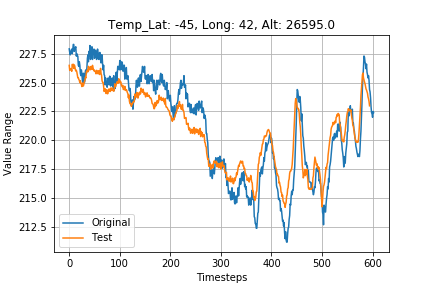 Temp_Lat: -45, Long: 42, Alt: 26595.0
Value Range
227.5
225.0
222.5
220.0
217.5
215.0
212.5
Original
Test
0 100 200 300 400 500 600
Timesteps